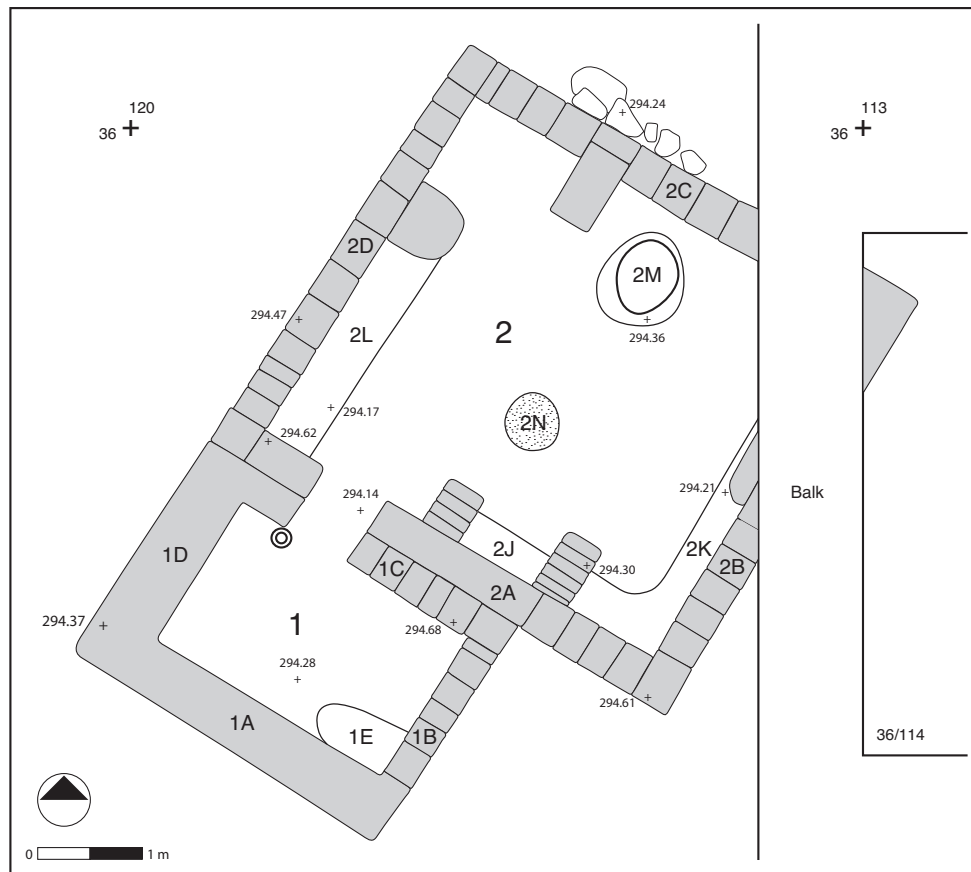 120
36
113
36
294.24
2C
2D
2M
294.47
2L
2
294.36
294.17
2N
294.62
294.14
294.21
Balk
1D
2J
2K
1C
294.30
2B
2A
294.37
1
294.68
294.28
294.61
1A
1E
1B
36/114
0
1 m